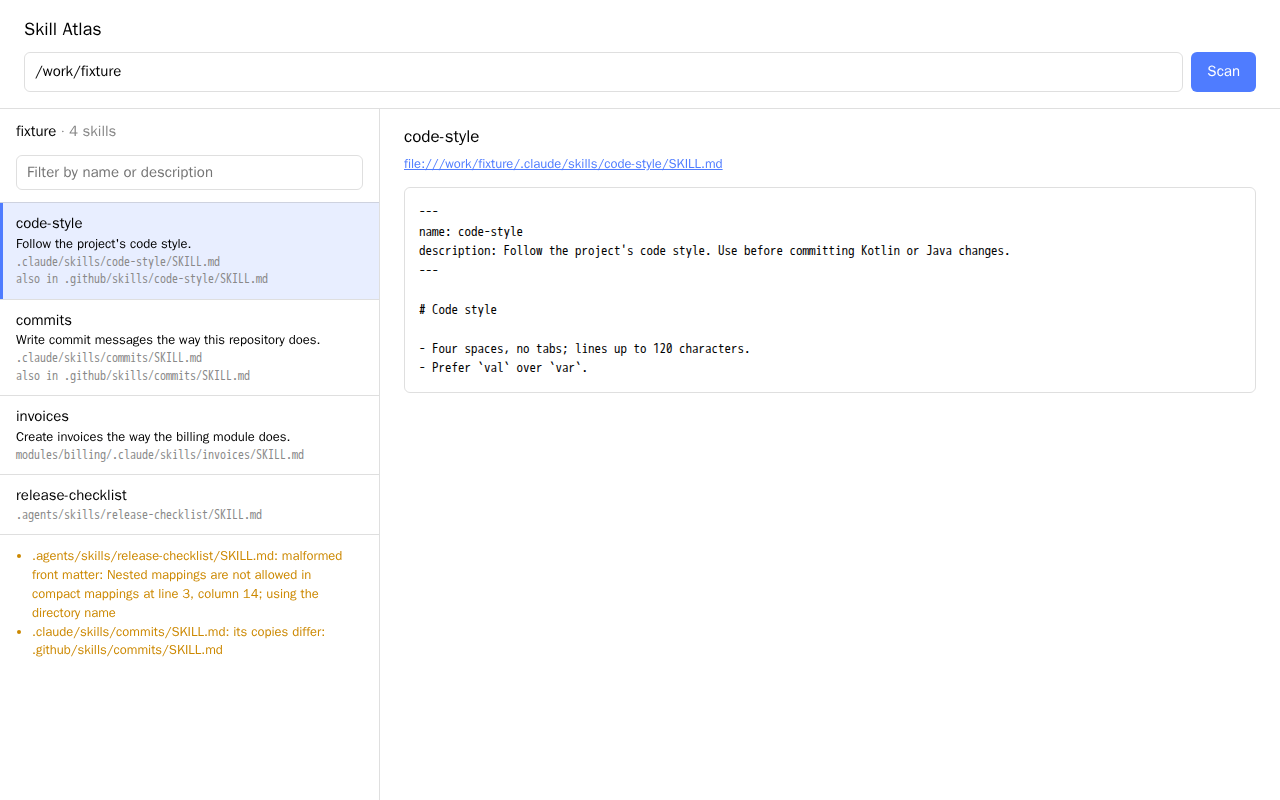 Skill Atlas
/work/fixture
Scan
fixture · 4 skills
Filter by name or description
code-style
Follow the project's code style.
.claude/skills/code-style/SKILL.md
also in .github/skills/code-style/SKILL.md
commits
Write commit messages the way this repository does.
.claude/skills/commits/SKILL.md
also in .github/skills/commits/SKILL.md
invoices
Create invoices the way the billing module does.
modules/billing/.claude/skills/invoices/SKILL.md
release-checklist
.agents/skills/release-checklist/SKILL.md
• .agents/skills/release-checklist/SKILL.md: malformed
front matter: Nested mappings are not allowed in
compact mappings at line 3, column 14; using the
directory name
• .claude/skills/commits/SKILL.md: its copies differ:
.github/skills/commits/SKILL.md
code-style
file:///work/fixture/.claude/skills/code-style/SKILL.md
---
name: code-style
description: Follow the project's code style. Use before committing Kotlin or Java changes.
---
# Code style
- Four spaces, no tabs; lines up to 120 characters.
- Prefer `val` over `var`.